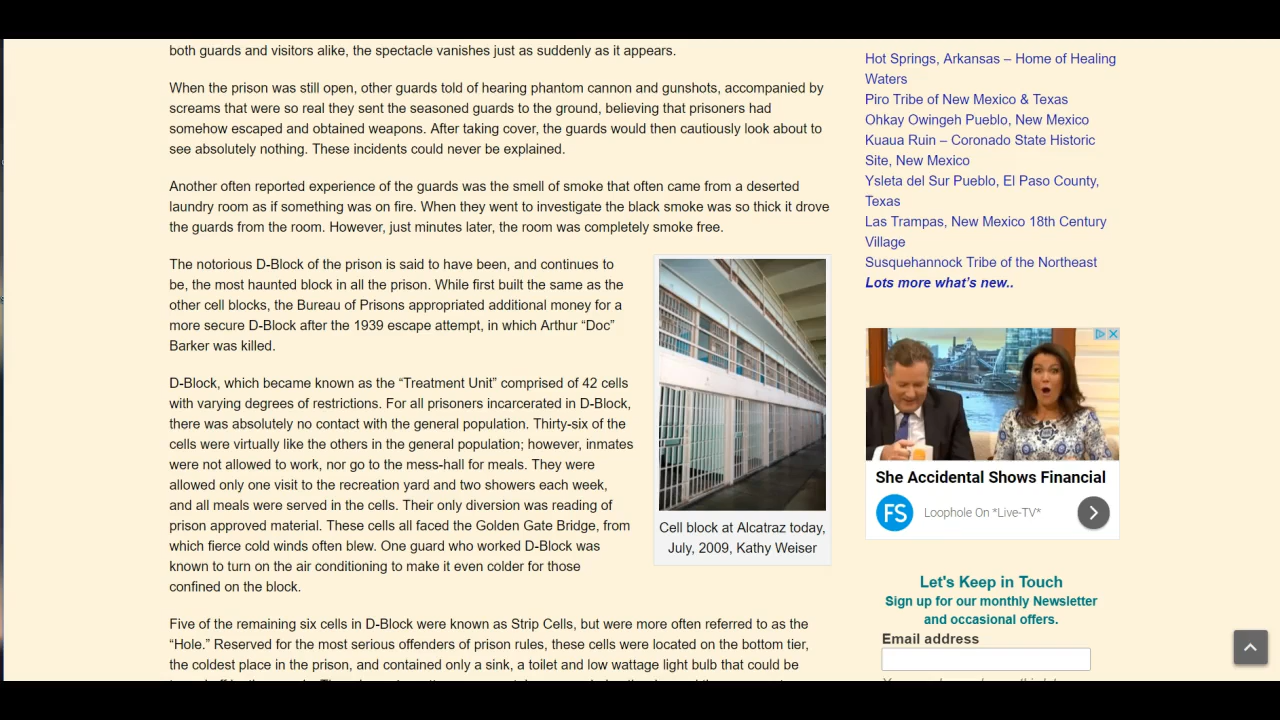 both guards and visitors alike, the spectacle vanishes just as suddenly as it appears.
When the prison was still open, other guards told of hearing phantom cannon and gunshots, accompanied by
screams that were so real they sent the seasoned guards to the ground, believing that prisoners had
somehow escaped and obtained weapons. After taking cover, the guards would then cautiously look about to
see absolutely nothing. These incidents could never be explained.
Another often reported experience of the guards was the smell of smoke that often came from a deserted
laundry room as if something was on fire. When they went to investigate the black smoke was so thick it drove
the guards from the room. However, just minutes later, the room was completely smoke free.
The notorious D-Block of the prison is said to have been, and continues to
be, the most haunted block in all the prison. While first built the same as the
other cell blocks, the Bureau of Prisons appropriated additional money for a
more secure D-Block after the 1939 escape attempt, in which Arthur “Doc”
Barker was killed.
D-Block, which became known as the “Treatment Unit” comprised of 42 cells
with varying degrees of restrictions. For all prisoners incarcerated in D-Block,
there was absolutely no contact with the general population. Thirty-six of the
cells were virtually like the others in the general population; however, inmates
were not allowed to work, nor go to the mess-hall for meals. They were
allowed only one visit to the recreation yard and two showers each week,
and all meals were served in the cells. Their only diversion was reading of
prison approved material. These cells all faced the Golden Gate Bridge, from
which fierce cold winds often blew. One guard who worked D-Block was
known to turn on the air conditioning to make it even colder for those
confined on the block.
Cell block at Alcatraz today,
July, 2009, Kathy Weiser
Five of the remaining six cells in D-Block were known as Strip Cells, but were more often referred to as the
“Hole.” Reserved for the most serious offenders of prison rules, these cells were located on the bottom tier,
the coldest place in the prison, and contained only a sink, a toilet and low wattage light bulb that could be
Hot Springs, Arkansas – Home of Healing
Waters
Piro Tribe of New Mexico & Texas
Ohkay Owingeh Pueblo, New Mexico
Kuaua Ruin – Coronado State Historic
Site, New Mexico
Ysleta del Sur Pueblo, El Paso County,
Texas
Las Trampas, New Mexico 18th Century
Village
Susquehannock Tribe of the Northeast
Lots more what's new..
She Accidental Shows Financial
FS
Loophole On *Live-TV*
Let's Keep in Touch
Sign up for our monthly Newsletter
and occasional offers.
Email address